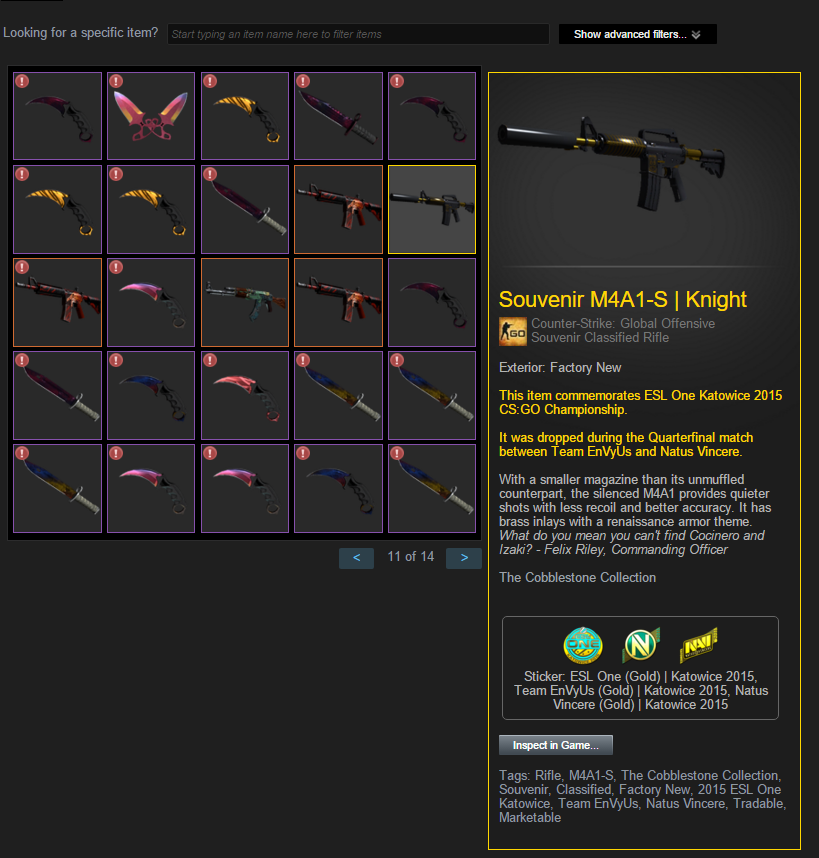 Looking for a specific item?
Start typing an item name here to filter items
Show advanced filters...
Souvenir M4A1-S | Knight
GO
Counter-Strike: Global Offensive
Souvenir Classified Rifle
Exterior: Factory New
This item commemorates ESL One Katowice 2015
CS:GO Championship.
It was dropped during the Quarterfinal match
between Team EnVyUs and Natus Vincere.
With a smaller magazine than its unmuffled
counterpart, the silenced M4A1 provides quieter
shots with less recoil and better accuracy. It has
brass inlays with a renaissance armor theme.
What do you mean you can't find Cocinero and
Izaki? - Felix Riley, Commanding Officer
The Cobblestone Collection
< 11 of 14 >
Sticker: ESL One (Gold) | Katowice 2015,
Team EnVyUs (Gold) | Katowice 2015, Natus
Vincere (Gold) | Katowice 2015
Inspect in Game...
Tags: Rifle, M4A1-S, The Cobblestone Collection,
Souvenir, Classified, Factory New, 2015 ESL One
Katowice, Team EnVyUs, Natus Vincere, Tradable,
Marketable